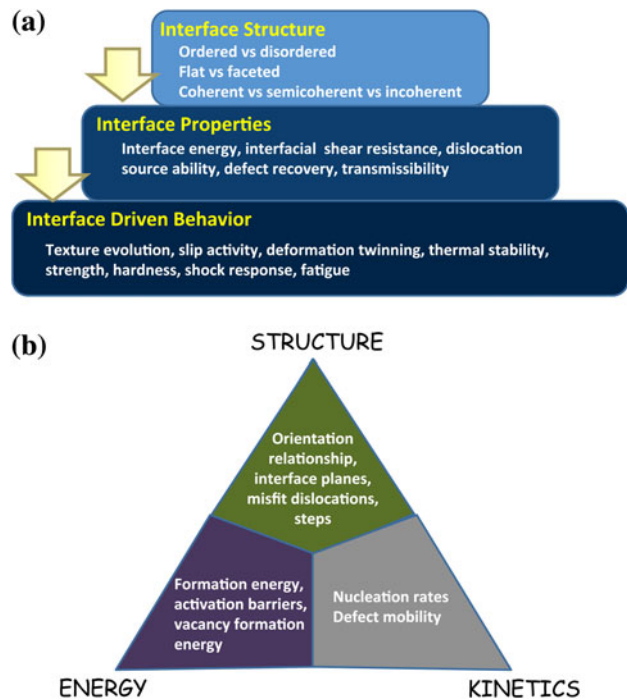 (a)
Interface Structure
Ordered vs disordered
Flat vs faceted
Coherent vs semicoherent vs incoherent
Interface Properties
Interface energy, interfacial shear resistance, dislocation
source ability, defect recovery, transmissibility
Interface Driven Behavior
Texture evolution, slip activity, deformation twinning, thermal stability,
strength, hardness, shock response, fatigue
(b)
STRUCTURE
Orientation
relationship,
interface planes,
misfit dislocations,
steps
Formation energy,
activation barriers,
vacancy formation
energy
Nucleation rates
Defect mobility
ENERGY
KINETICS